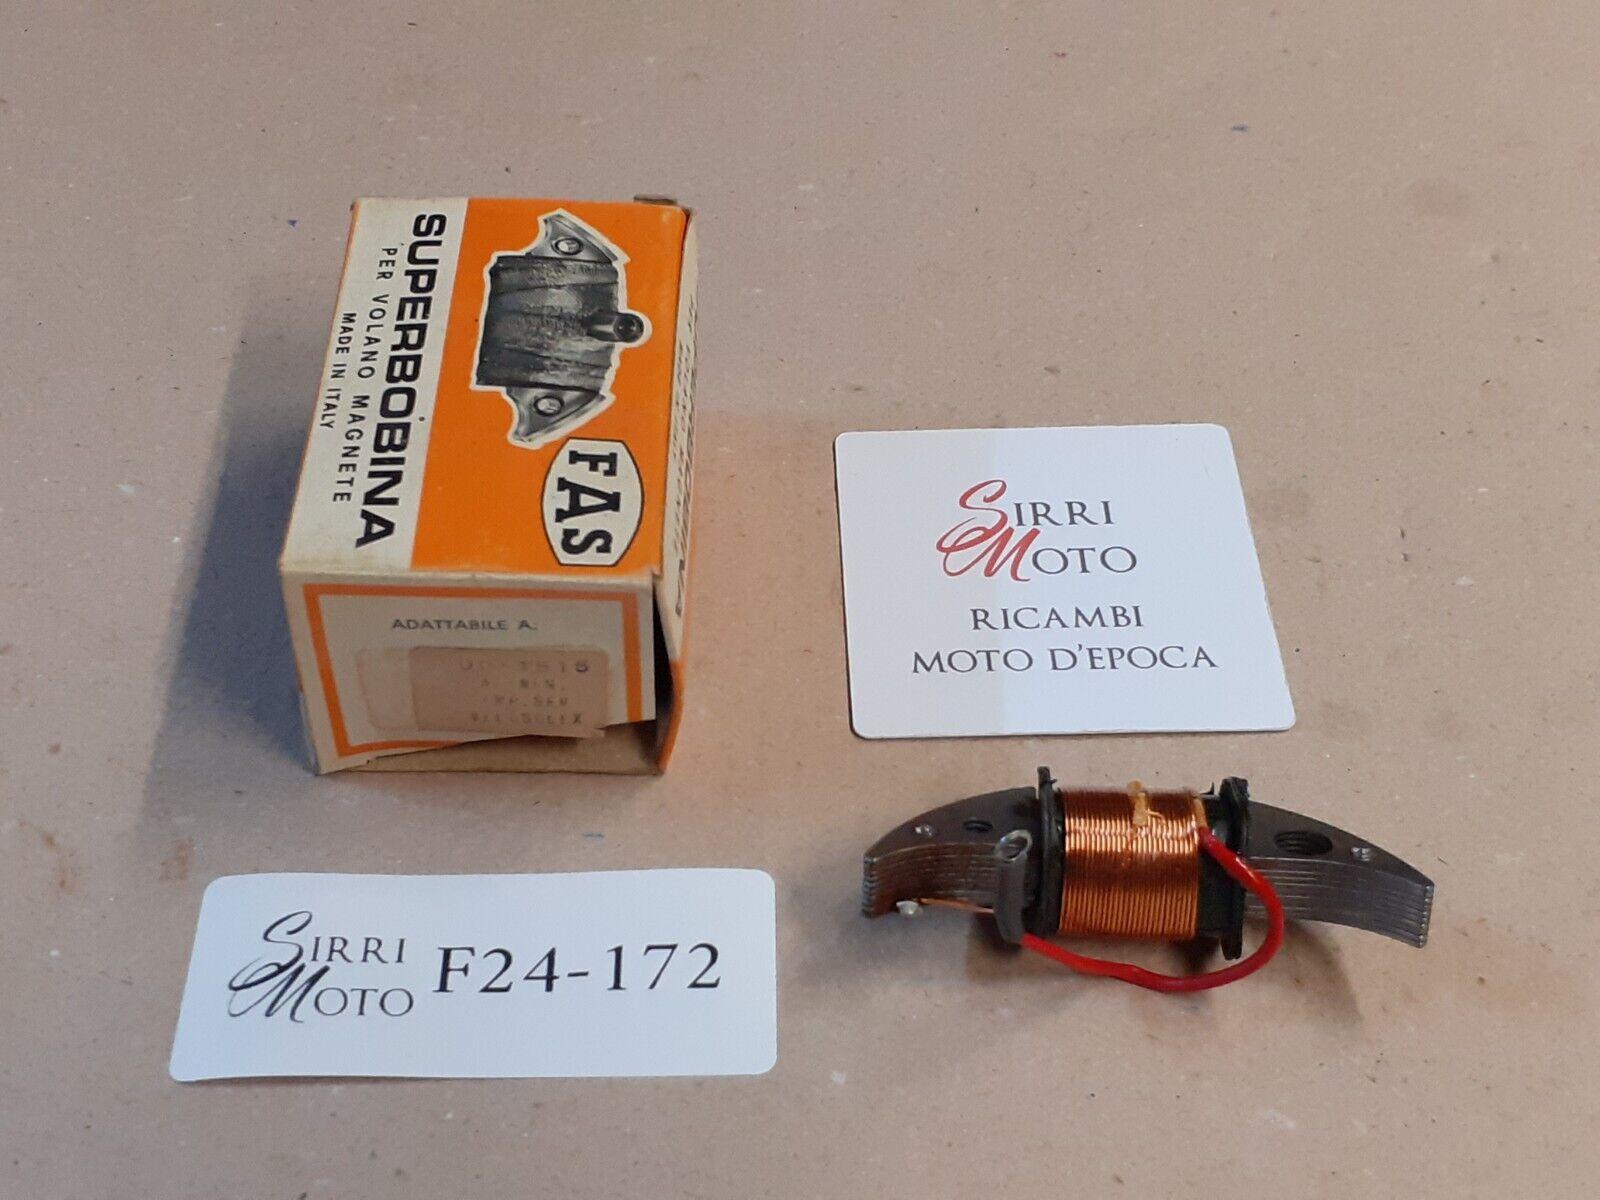 SUPERBOBINA
PER VOLANO MAGNETE
MADE IN ITALY
FAS
ADATTABILE A:
SIRRI
MOTO
RICAMBI
MOTO D'EPOCA
SIRRI
MOTO
F24-172